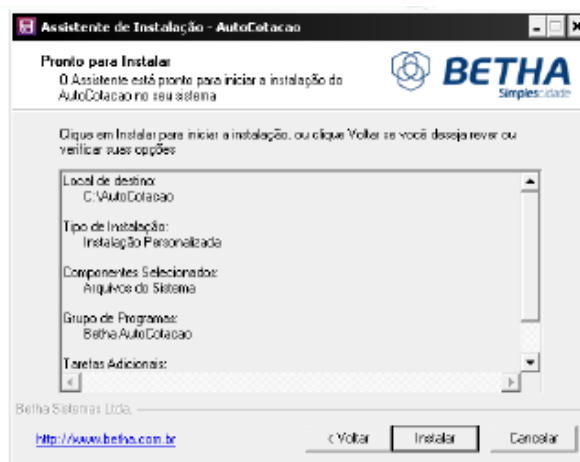 Assistente de Instalação - AutoCotacao
Pronto para Instalar
O Assistente está pronto para iniciar a instalação do
AutoCotacao no seu sistema
BETHA
Simplescidade
Clique em Instalar para iniciar a instalação, ou clique Voltar se você deseja rever ou
verificar suas opções
Local de destino:
C:\AutoCotacao
Tipo de Instalação:
Instalação Personalizada
Componentes Selecionados:
Arquivos do Sistema
Grupo de Programas:
Betha AutoCotacao
Tarefas Adicionais:
Betha Sistemas Ltda.
http://www.betha.com.br
< Voltar
Instalar
Cancelar